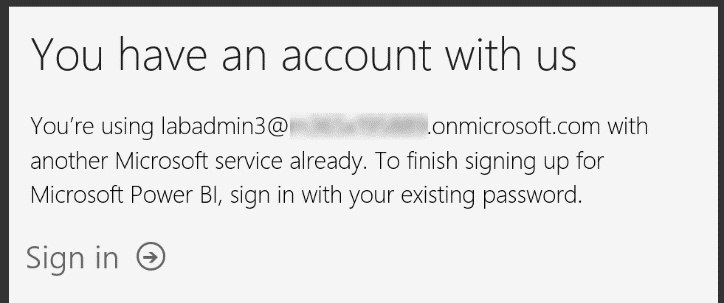 You have an account with us
You're using labadmin3@ .onmicrosoft.com with
another Microsoft service already. To finish signing up for
Microsoft Power BI, sign in with your existing password.
Sign in